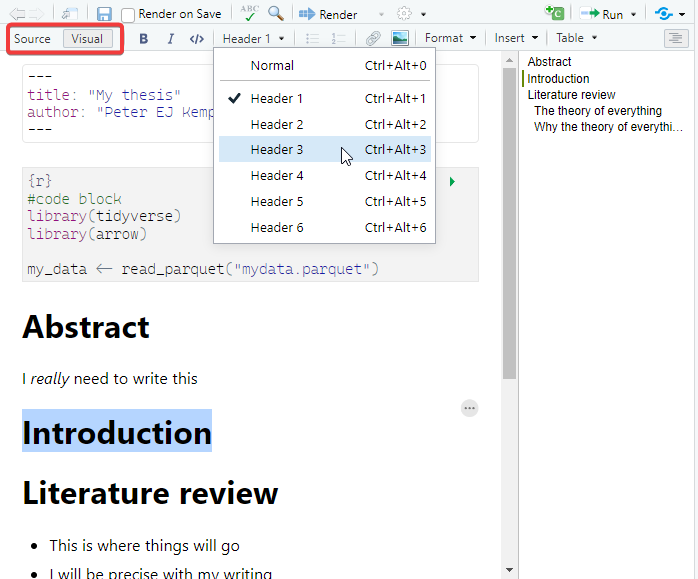 Render on Save ABC Render C Run
Source Visual B I </> Header 1 Format Insert Table
---
title: "My thesis"
author: "Peter EJ Kemp
---
Normal Ctrl+Alt+0
Header 1 Ctrl+Alt+1
Header 2 Ctrl+Alt+2
Header 3 Ctrl+Alt+3
Header 4 Ctrl+Alt+4
Header 5 Ctrl+Alt+5
Header 6 Ctrl+Alt+6
{r}
#code block
library(tidyverse)
library(arrow)
my_data <- read_parquet("mydata.parquet")
Abstract
I really need to write this
Introduction
Literature review
This is where things will go
I will be precise with my writing
Abstract
Introduction
Literature review
The theory of everything
Why the theory of everythi...